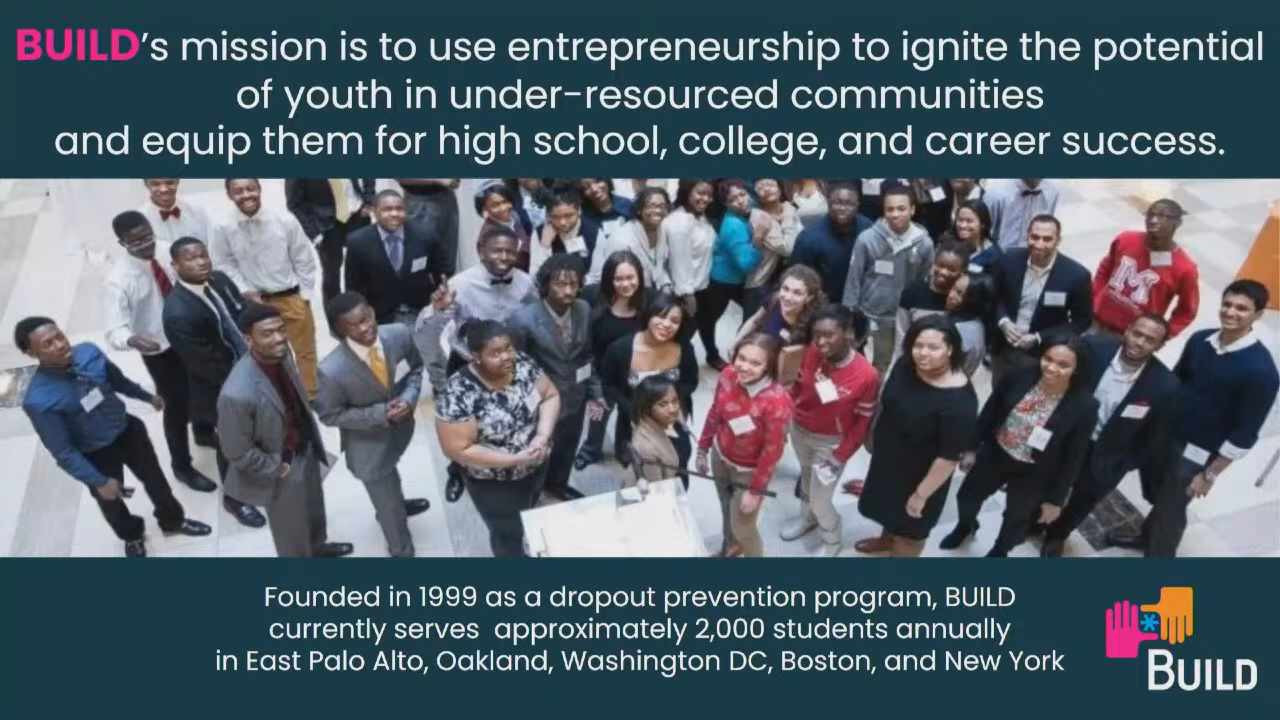 BUILD's mission is to use entrepreneurship to ignite the potential
of youth in under-resourced communities
and equip them for high school, college, and career success.
M
Founded in 1999 as a dropout prevention program, BUILD
currently serves approximately 2,000 students annually
in East Palo Alto, Oakland, Washington DC, Boston, and New York
BUILD